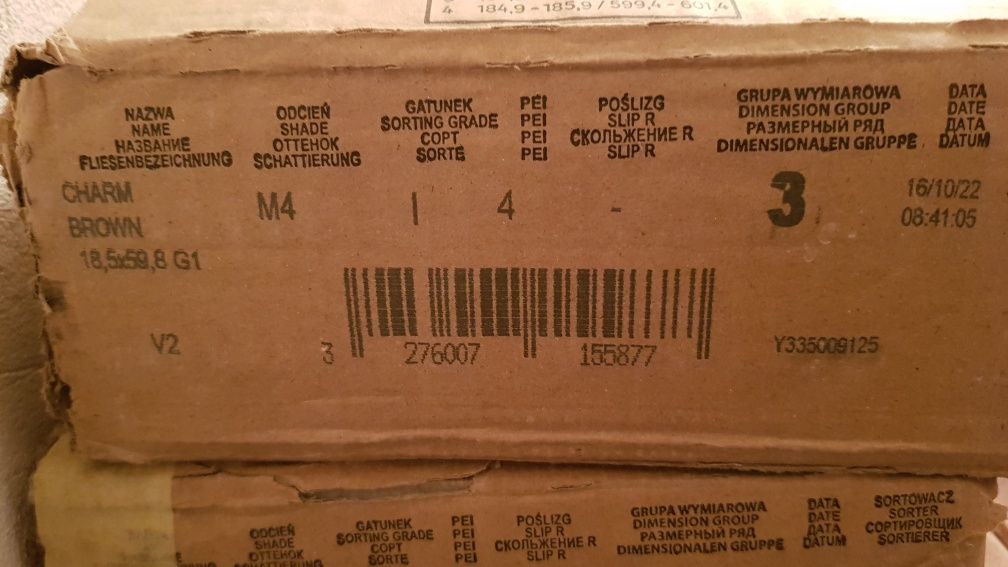 4 184,9 - 185,9 / 599,4 - 601,4
NAZWA
NAME
НАЗВАНИЕ
FLIESENBEZEICHNUNG
ODCIEŃ
SHADE
ОТТЕНОК
SCHATTIERUNG
GATUNEK
SORTING GRADE
СОРТ
SORTE
PEI
PEI
PEI
PEI
POŚLIZG
SLIP R
СКОЛЬЖЕНИЕ R
SLIP R
GRUPA WYMIAROWA
DIMENSION GROUP
РАЗМЕРНЫЙ РЯД
DIMENSIONALEN GRUPPE
DATA
DATE
ДАТА
DATUM
CHARM
BROWN
18,5x59,8 G1
M4
I
4
-
3
16/10/22
08:41:05
V2
3 276007 155877
Y335009125
ODCIEŃ
SHADE
ОТТЕНОК
SCHATTIERUNG
GATUNEK
SORTING GRADE
СОРТ
SORTE
PEI
PEI
PEI
PEI
POŚLIZG
SLIP R
СКОЛЬЖЕНИЕ R
SLIP R
GRUPA WYMIAROWA
DIMENSION GROUP
РАЗМЕРНЫЙ РЯД
DIMENSIONALEN GRUPPE
DATA
DATE
ДАТА
DATUM
SORTOWACZ
SORTER
СОРТИРОВЩИК
SORTIERER